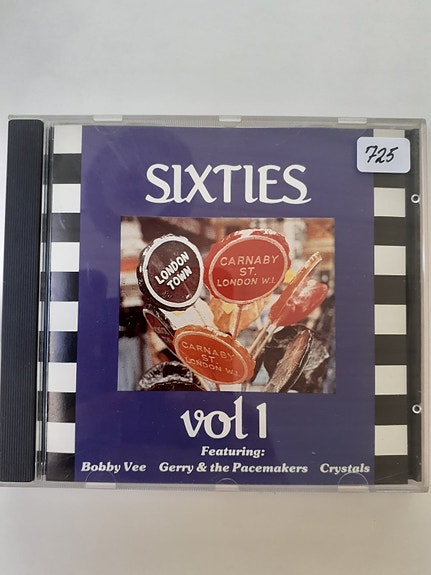 725
SIXTIES
LONDON
TOWN
CARNABY
ST.
LONDON W.1.
CARNABY
ST.
LONDON W.1.
vol 1
Featuring:
Bobby Vee Gerry & the Pacemakers Crystals